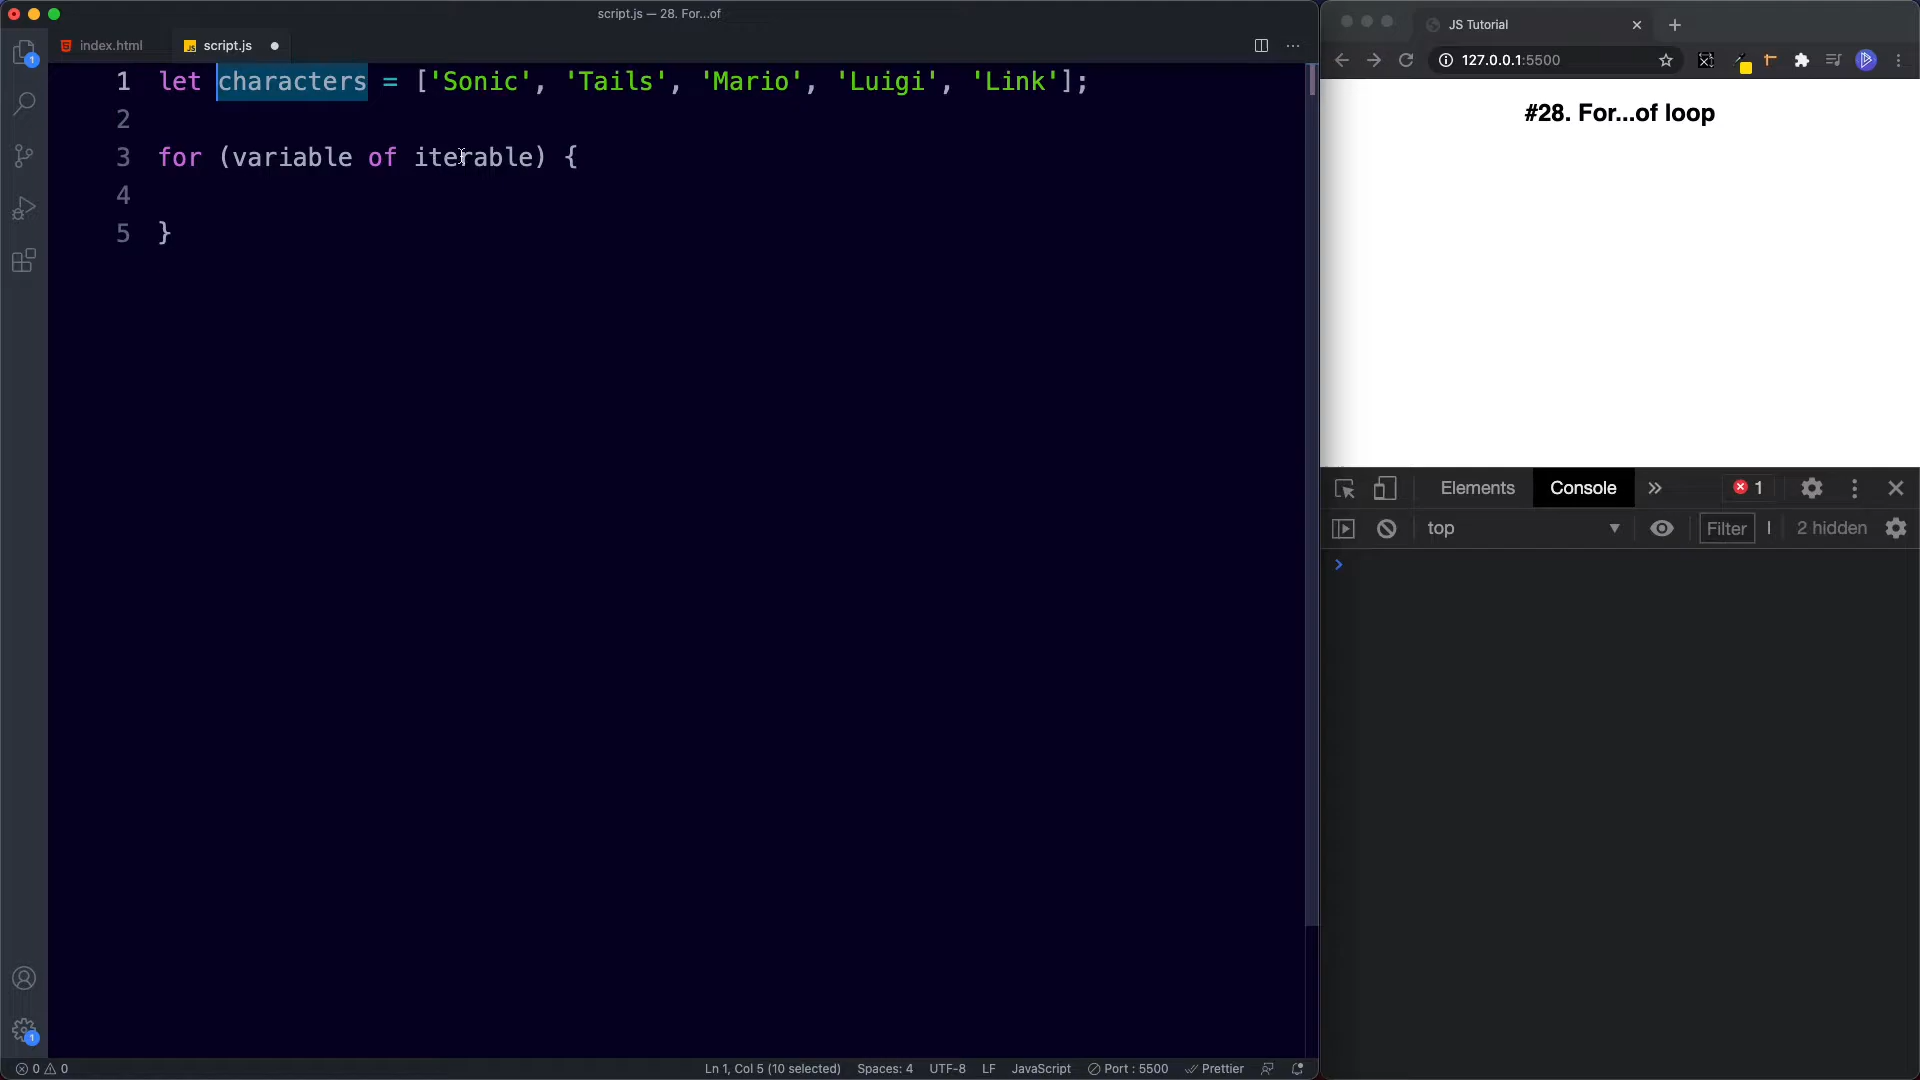 script.js — 28. For...of
index.html
script.js
1 let characters = ['Sonic', 'Tails', 'Mario', 'Luigi', 'Link'];
2
3 for (variable of iterable) {
4
5 }
JS Tutorial
127.0.0.1:5500
#28. For...of loop
Elements Console 1
top Filter 2 hidden
1
1
0 0
Ln 1, Col 5 (10 selected) Spaces: 4 UTF-8 LF JavaScript Port : 5500 Prettier